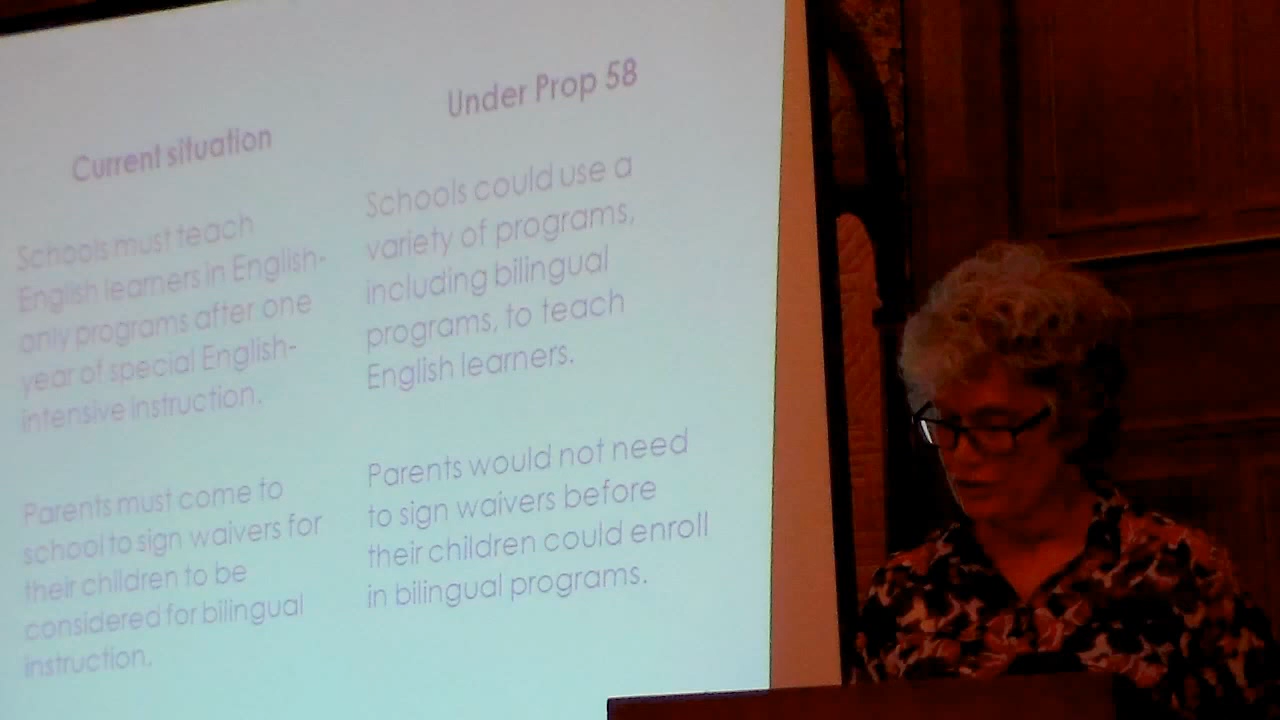 Current situation
Schools must teach
English learners in English-
only programs after one
year of special English-
intensive instruction.
Parents must come to
school to sign waivers for
their children to be
considered for bilingual
instruction.
Under Prop 58
Schools could use a
variety of programs,
including bilingual
programs, to teach
English learners.
Parents would not need
to sign waivers before
their children could enroll
in bilingual programs.